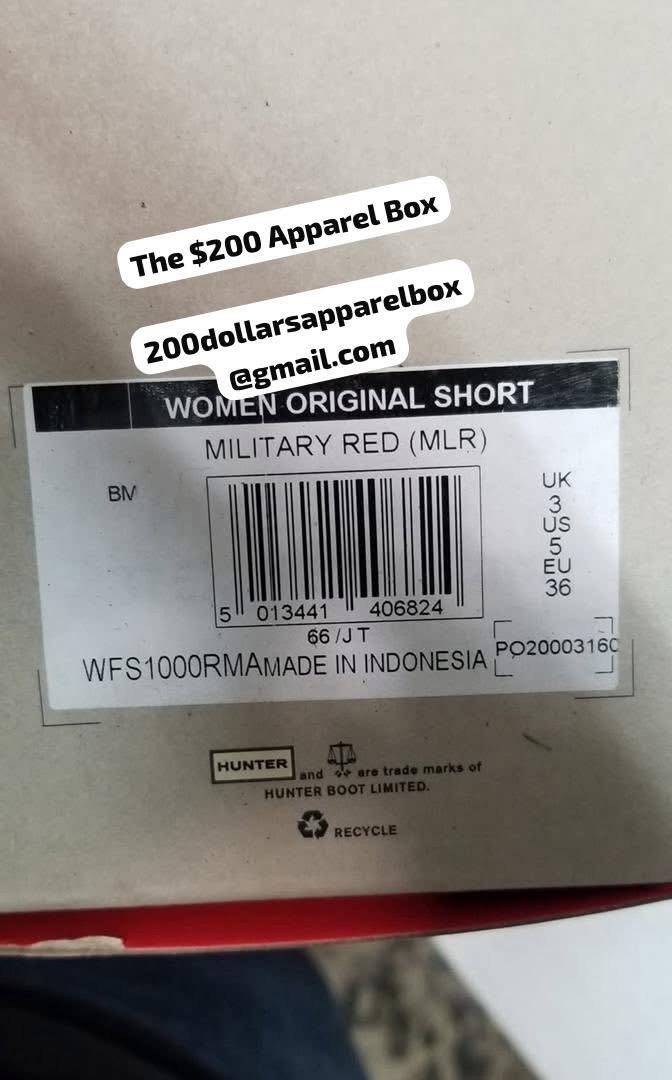 The $200 Apparel Box
200dollarsapparelbox
@gmail.com
WOMEN ORIGINAL SHORT
MILITARY RED (MLR)
BM
UK
3
US
5
EU
36
5 013441 406824
66 /J T
WFS1000RMA MADE IN INDONESIA
PO2000316
HUNTER and are trade marks of
HUNTER BOOT LIMITED.
RECYCLE